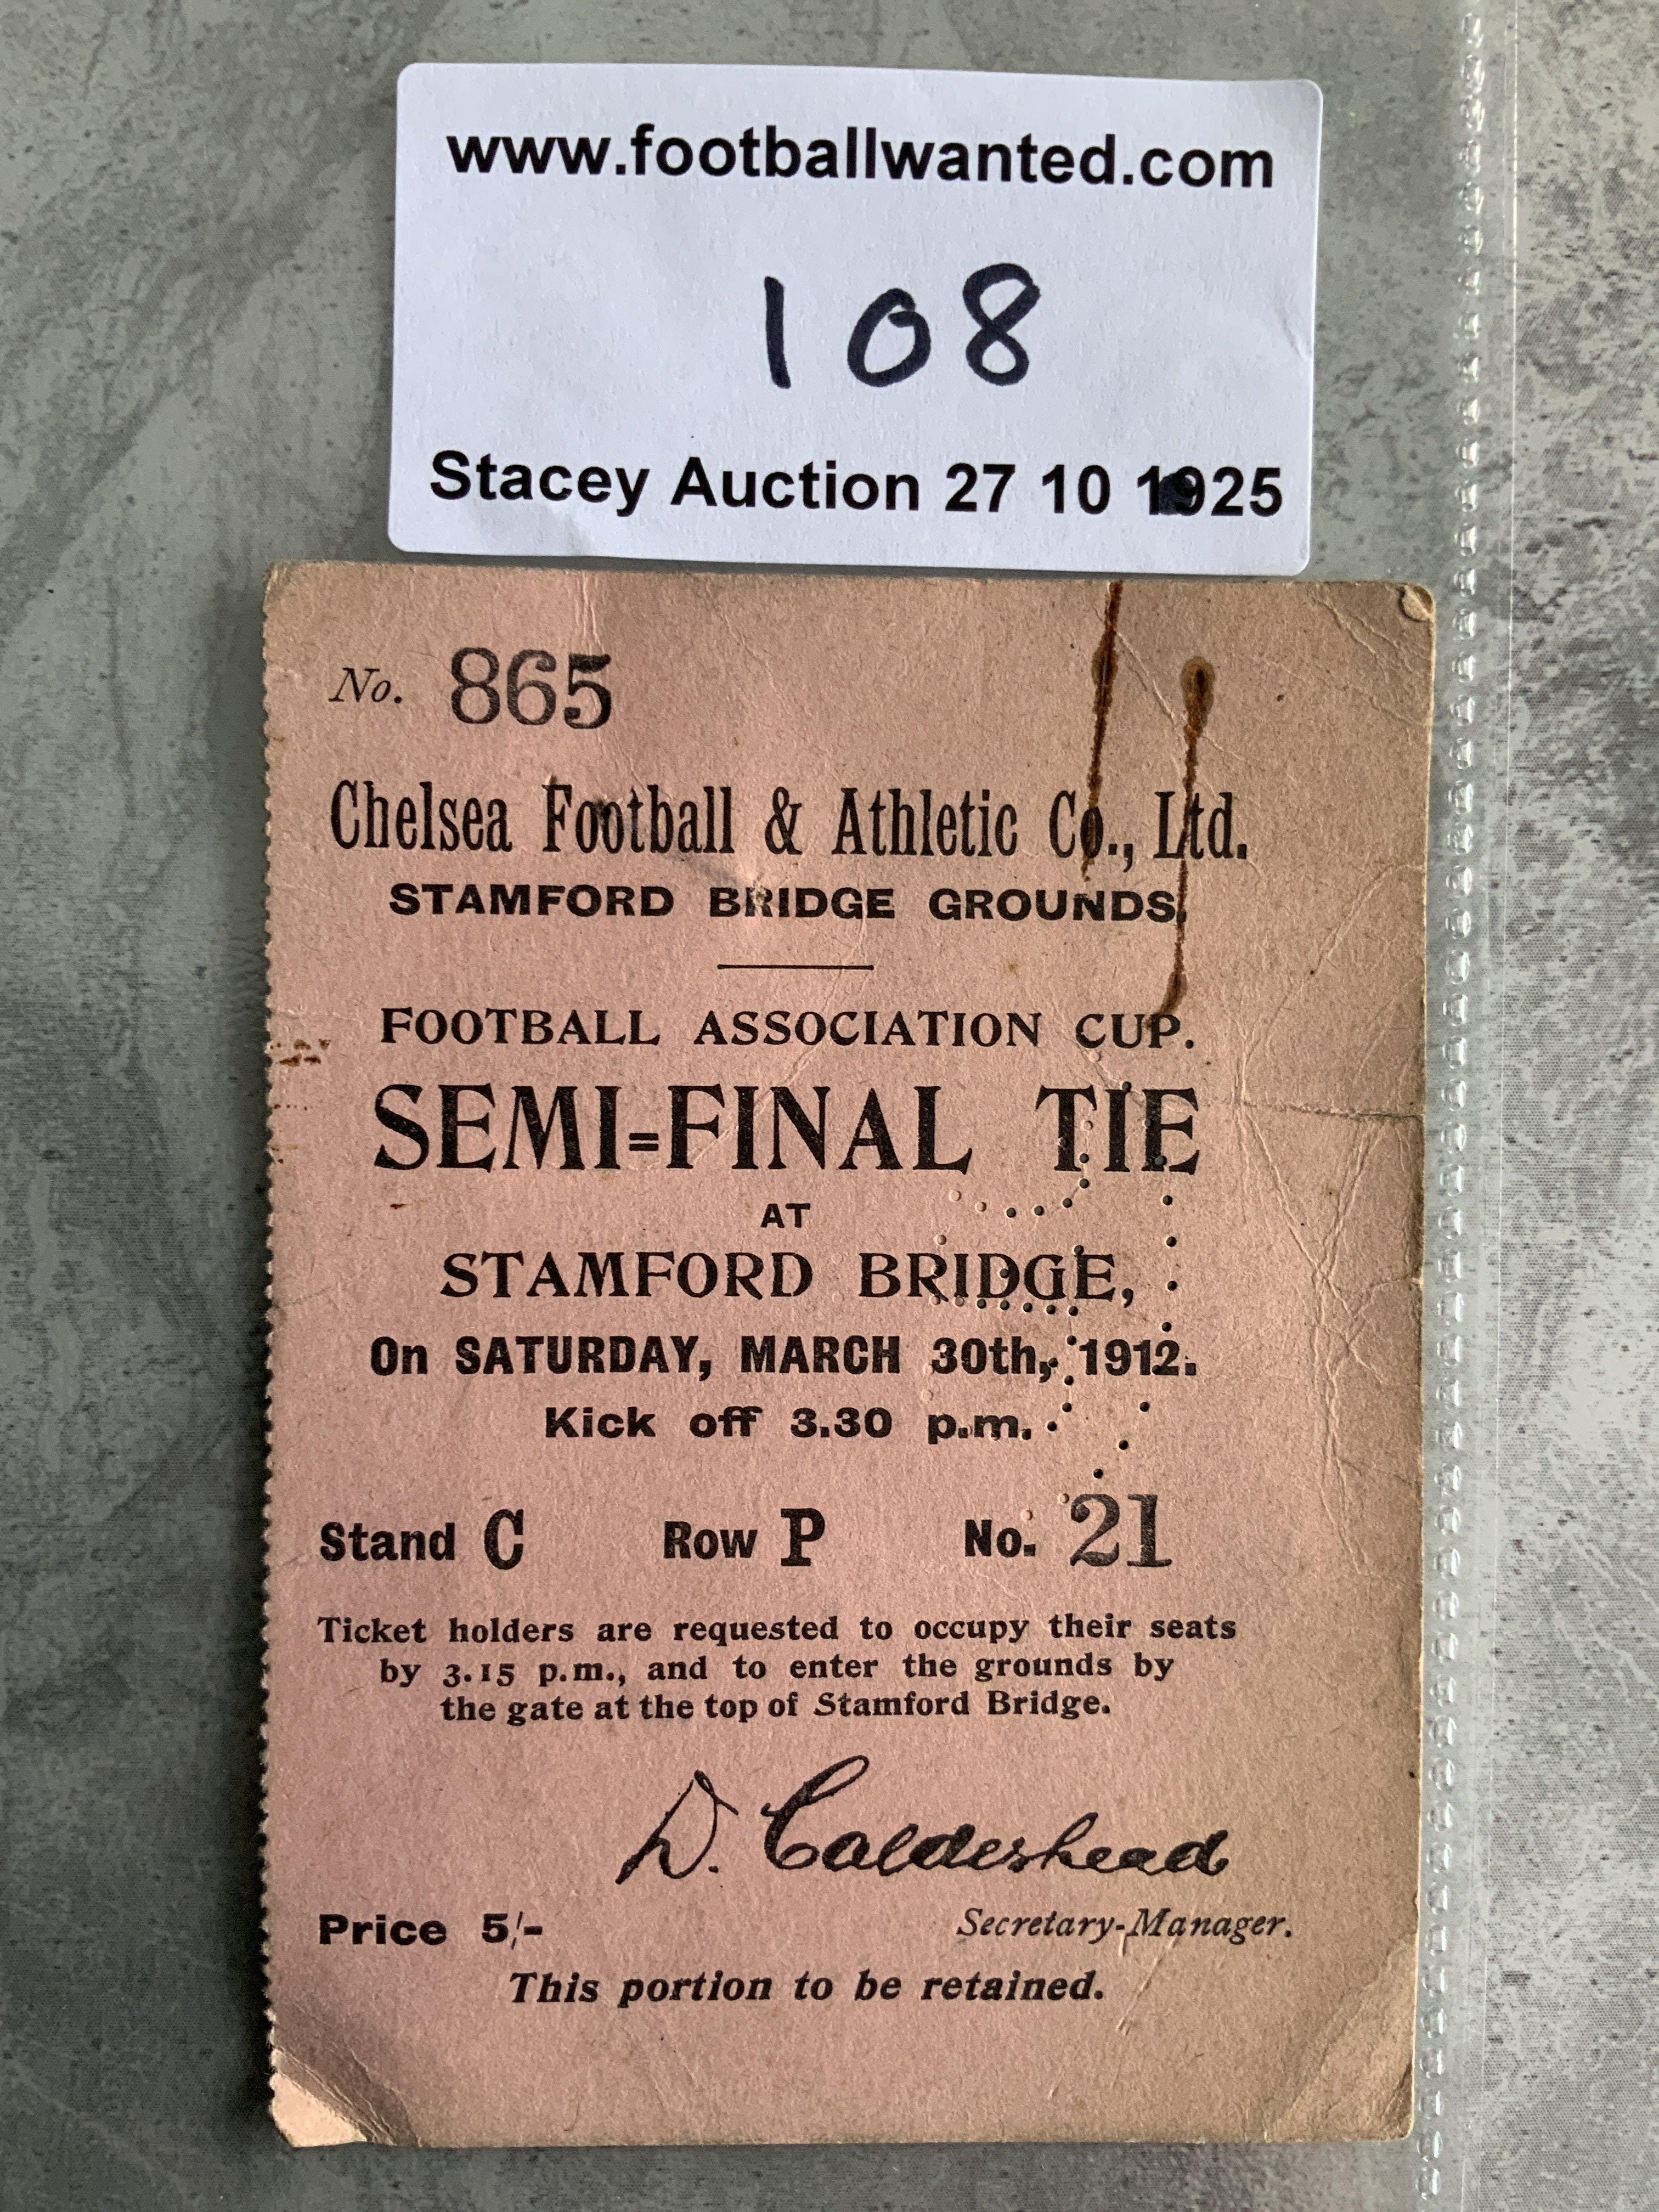 www.footballwanted.com
108
Stacey Auction 27 10 1925
No. 865
Chelsea Football & Athletic Co., Ltd.
STAMFORD BRIDGE GROUNDS.
FOOTBALL ASSOCIATION CUP.
SEMI=FINAL TIE
AT
STAMFORD BRIDGE,
On SATURDAY, MARCH 30th, 1912.
Kick off 3.30 p.m.
Stand C Row P No. 21
Ticket holders are requested to occupy their seats
by 3.15 p.m., and to enter the grounds by
the gate at the top of Stamford Bridge.
D. Calderhead
Price 5/- Secretary-Manager.
This portion to be retained.